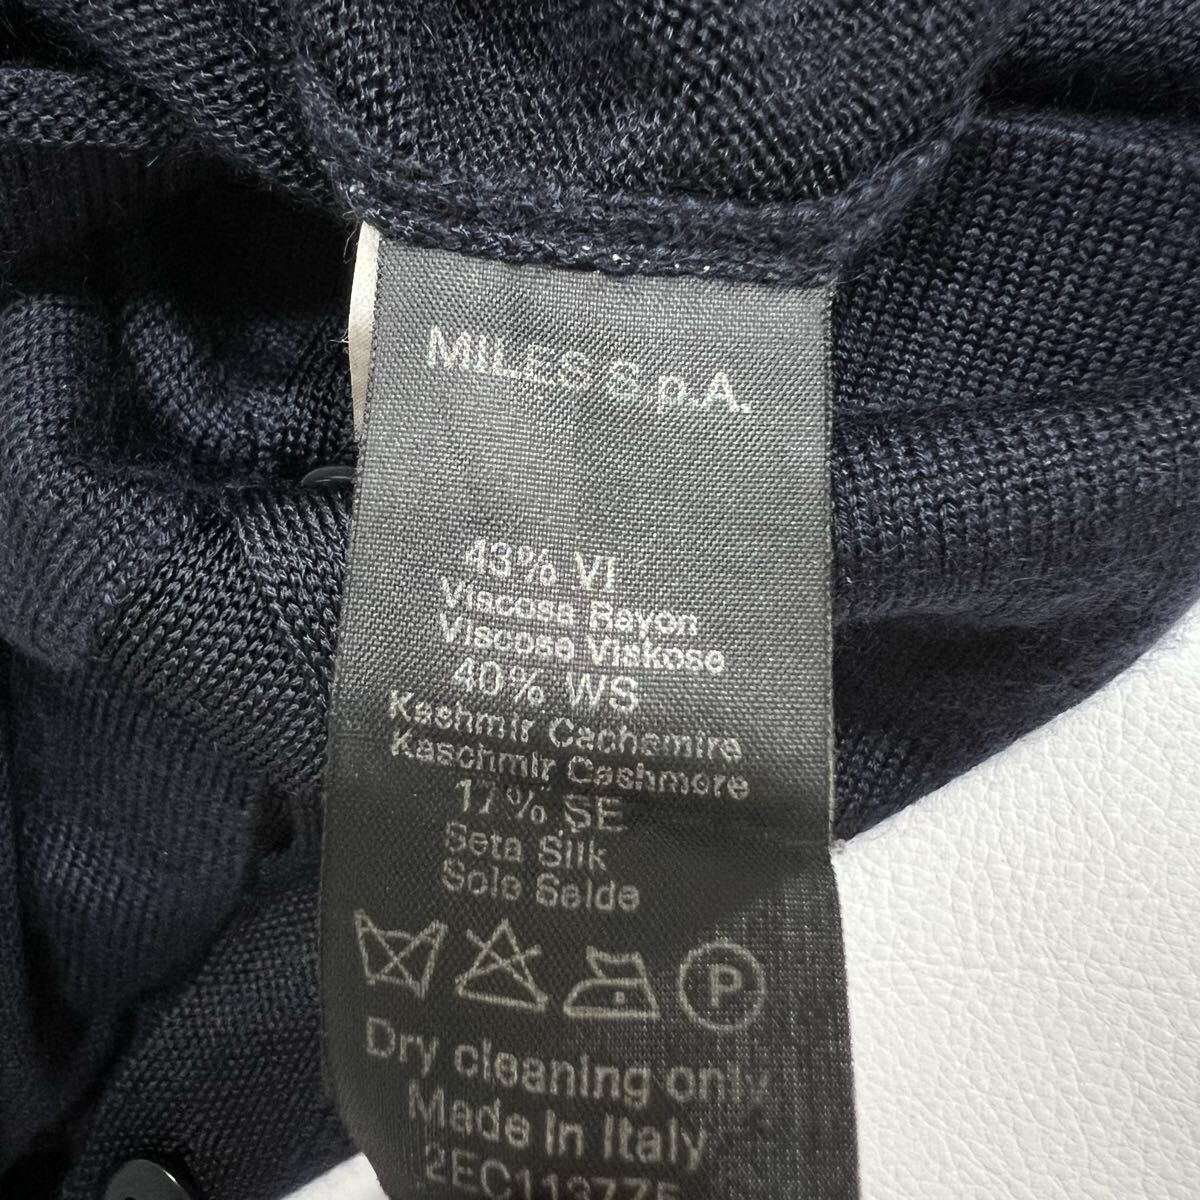 MILES S.p.A.
43% VI
Viscosa Rayon
Viscose Viskose
40% WS
Kashmir Cachemire
Kaschmir Cashmere
17% SE
Seta Silk
Soie Seide
P
Dry cleaning only
Made In Italy